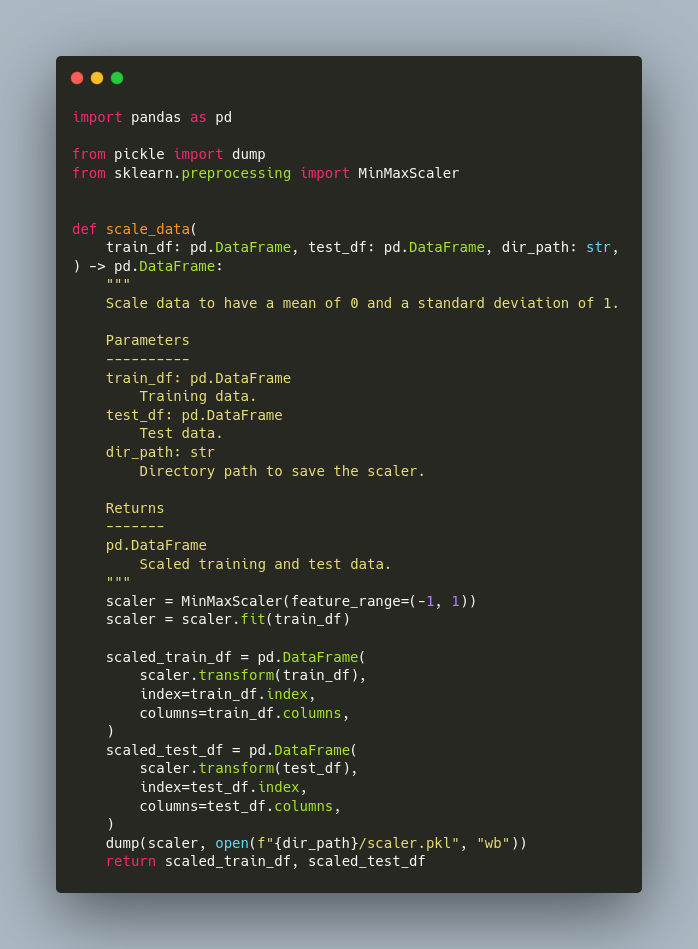 import pandas as pd

from pickle import dump
from sklearn.preprocessing import MinMaxScaler


def scale_data(
    train_df: pd.DataFrame, test_df: pd.DataFrame, dir_path: str,
) -> pd.DataFrame:
    """
    Scale data to have a mean of 0 and a standard deviation of 1.

    Parameters
    ----------
    train_df: pd.DataFrame
        Training data.
    test_df: pd.DataFrame
        Test data.
    dir_path: str
        Directory path to save the scaler.

    Returns
    -------
    pd.DataFrame
        Scaled training and test data.
    """
    scaler = MinMaxScaler(feature_range=(-1, 1))
    scaler = scaler.fit(train_df)

    scaled_train_df = pd.DataFrame(
        scaler.transform(train_df),
        index=train_df.index,
        columns=train_df.columns,
    )
    scaled_test_df = pd.DataFrame(
        scaler.transform(test_df),
        index=test_df.index,
        columns=test_df.columns,
    )
    dump(scaler, open(f"{dir_path}/scaler.pkl", "wb"))
    return scaled_train_df, scaled_test_df